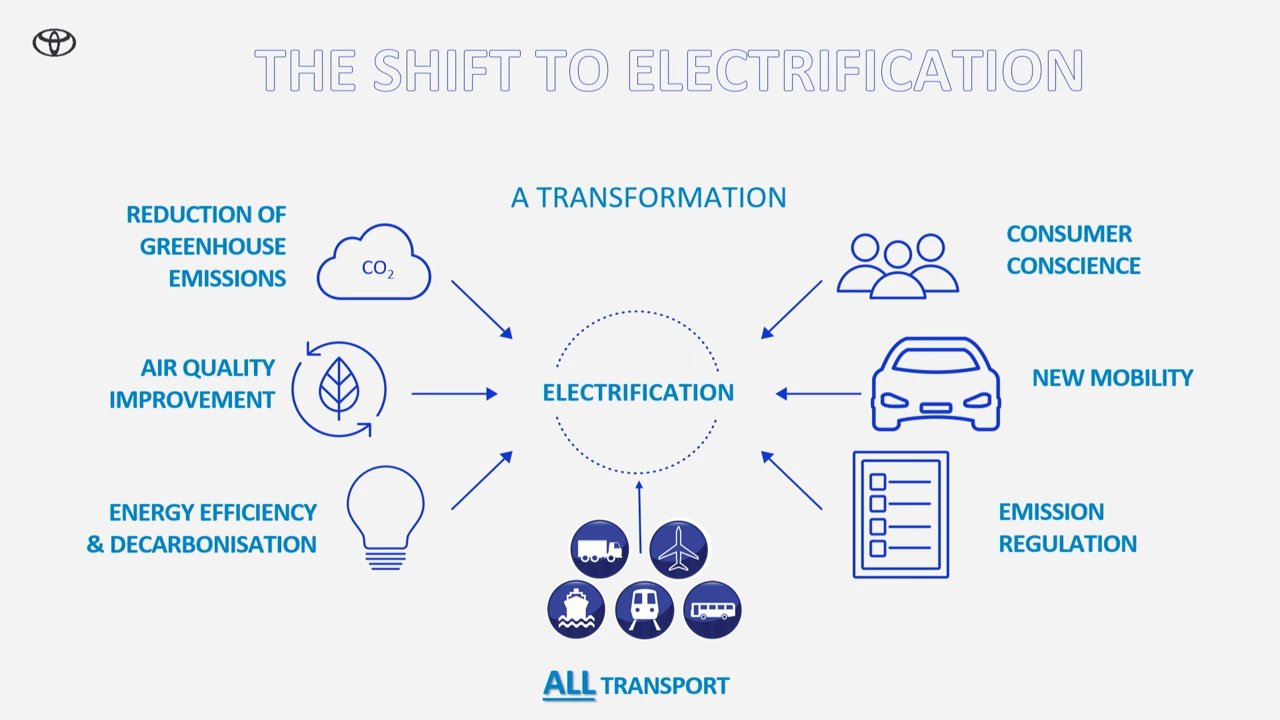 THE SHIFT TO ELECTRIFICATION
A TRANSFORMATION
REDUCTION OF
GREENHOUSE
EMISSIONS
CO₂
AIR QUALITY
IMPROVEMENT
ENERGY EFFICIENCY
& DECARBONISATION
ELECTRIFICATION
CONSUMER
CONSCIENCE
NEW MOBILITY
EMISSION
REGULATION
ALL TRANSPORT